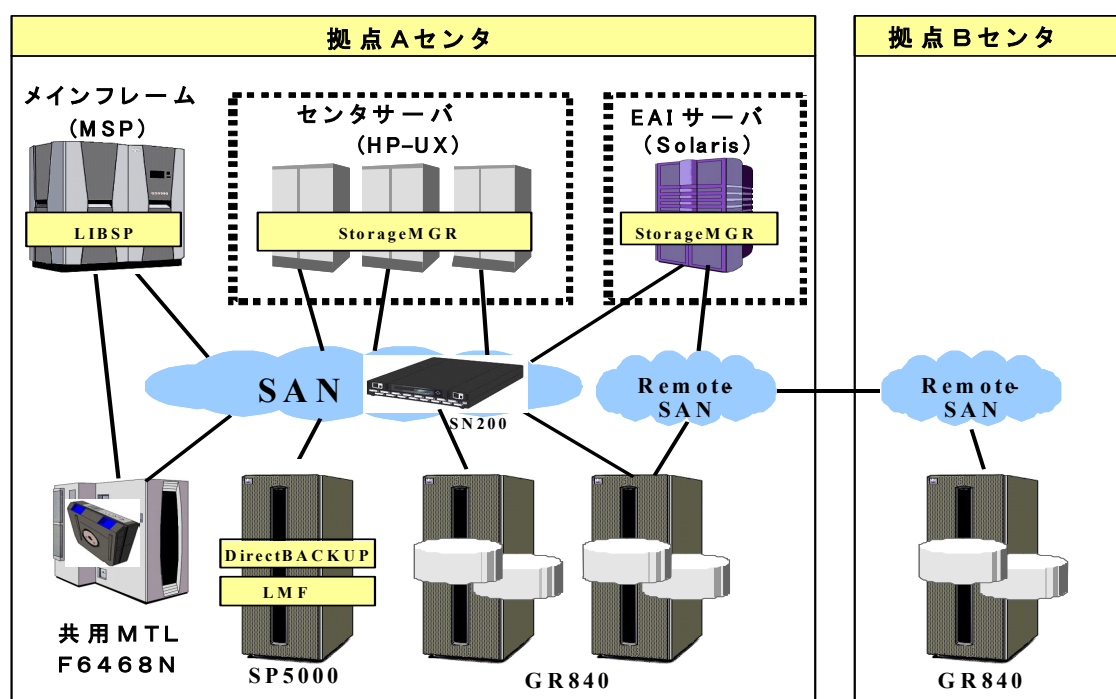 拠点Aセンタ
拠点Bセンタ
メインフレーム
(MSP)
センタサーバ
(HP-UX)
EAIサーバ
(Solaris)
LIBSP
StorageMGR
StorageMGR
SAN
SN200
Remote-
SAN
Remote-
SAN
DirectBACKUP
LMF
共用MTL
F6468N
SP5000
GR840
GR840